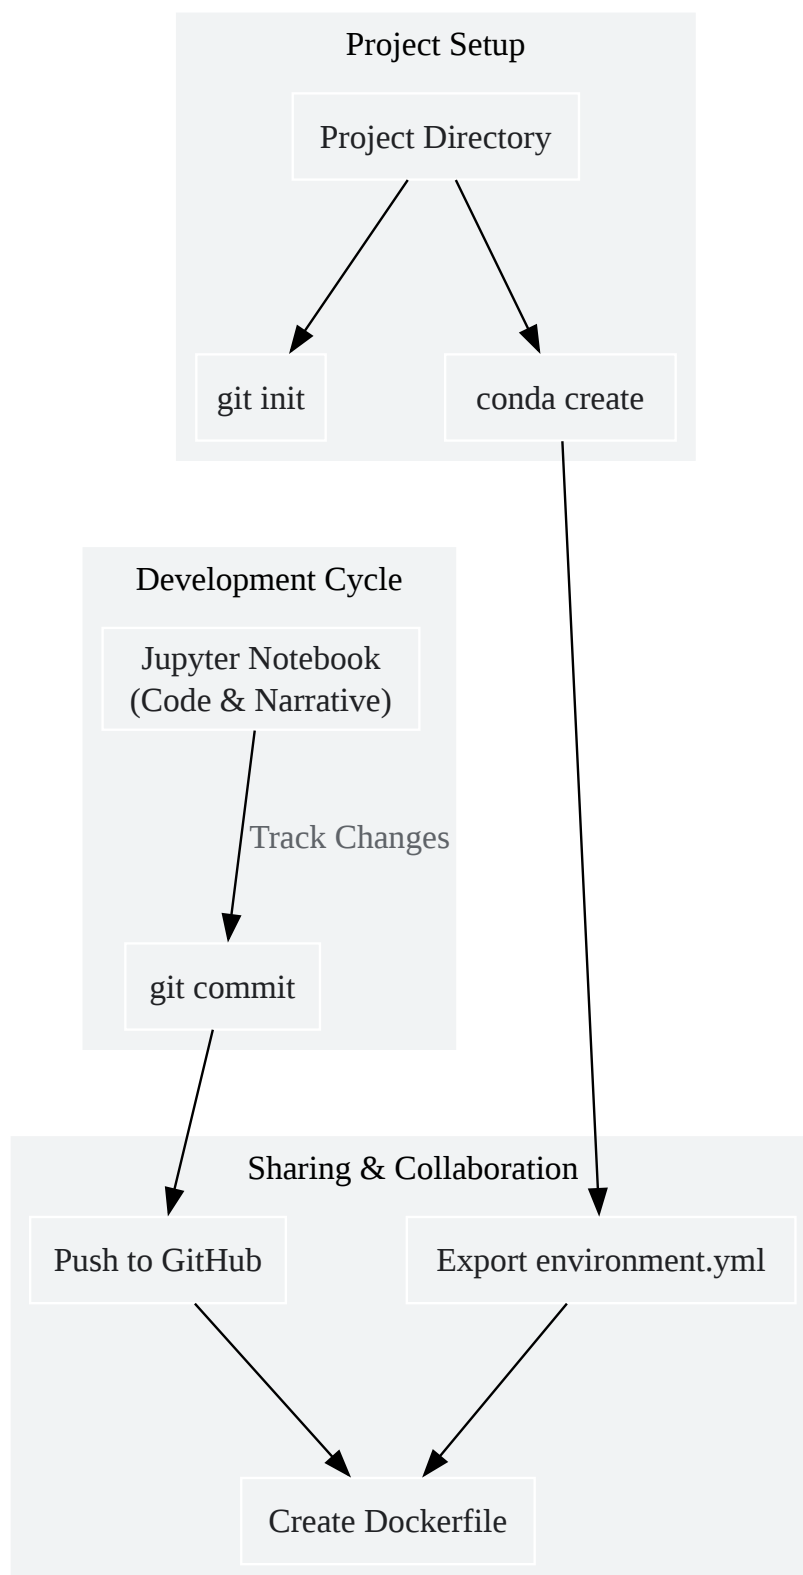 Project Setup
Project Directory
git init
conda create
Development Cycle
Jupyter Notebook
(Code & Narrative)
Track Changes
git commit
Sharing & Collaboration
Push to GitHub
Export environment.yml
Create Dockerfile